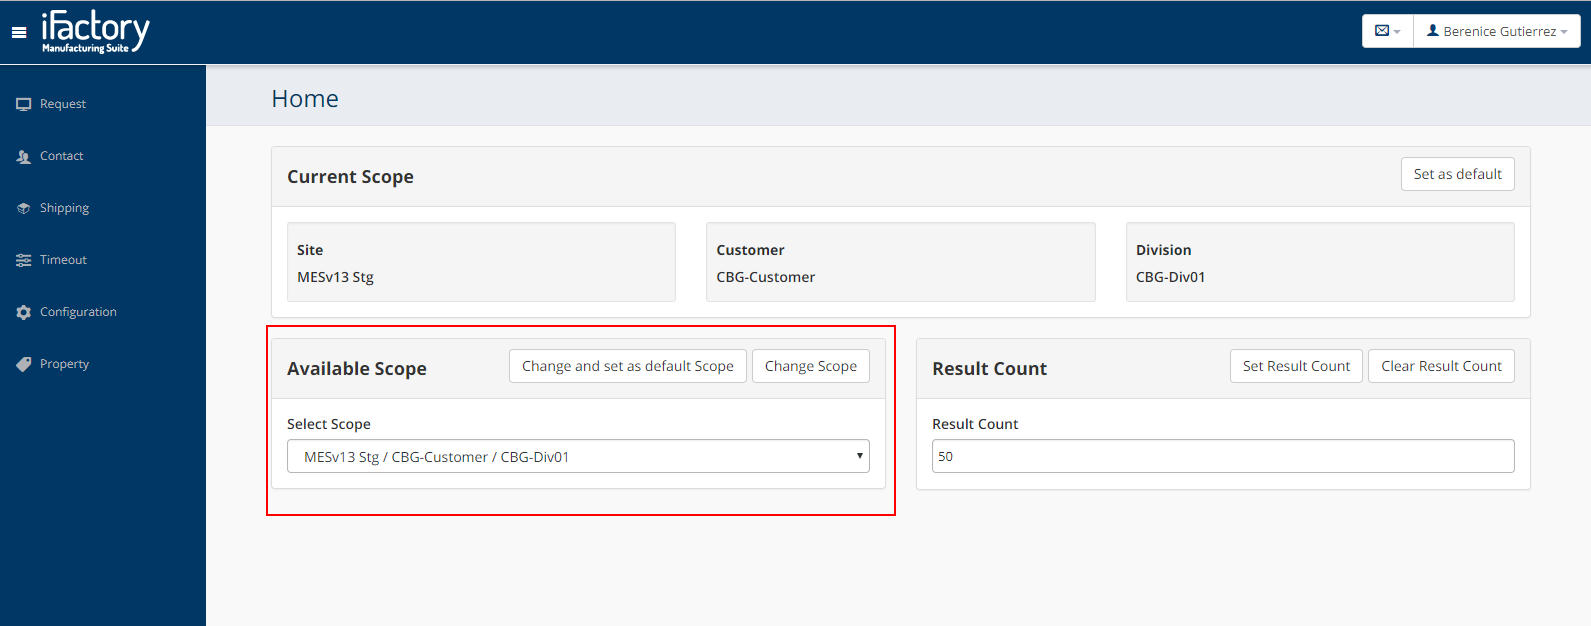 iFactory
Manufacturing Suite
Berenice Gutierrez
Request
Contact
Shipping
Timeout
Configuration
Property
Home
Current Scope
Set as default
Site
MESv13 Stg
Customer
CBG-Customer
Division
CBG-Div01
Available Scope
Change and set as default Scope
Change Scope
Select Scope
MESv13 Stg / CBG-Customer / CBG-Div01
Result Count
Set Result Count
Clear Result Count
Result Count
50